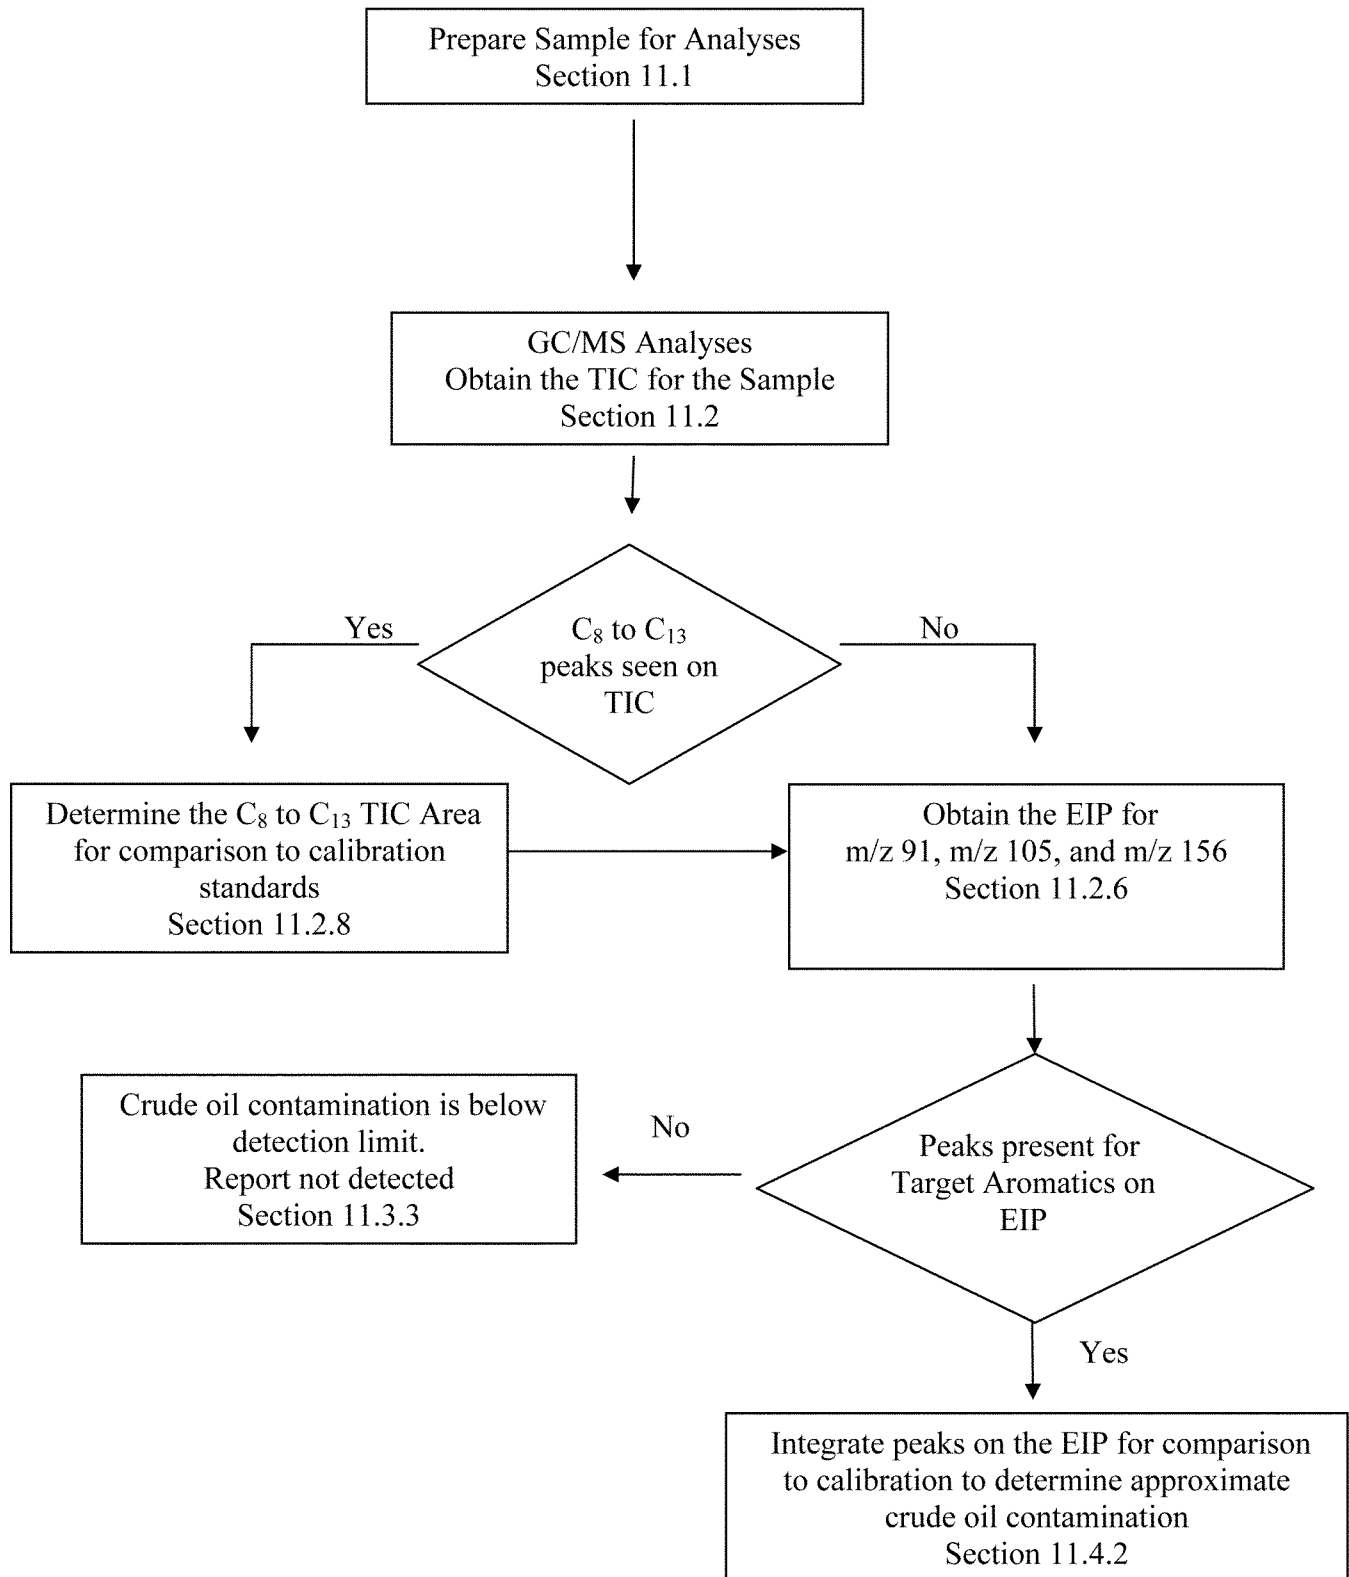 Prepare Sample for Analyses
Section 11.1
GC/MS Analyses
Obtain the TIC for the Sample
Section 11.2
Yes
C₈ to C₁₃
peaks seen on
TIC
No
Determine the C₈ to C₁₃ TIC Area
for comparison to calibration
standards
Section 11.2.8
Obtain the EIP for
m/z 91, m/z 105, and m/z 156
Section 11.2.6
Crude oil contamination is below
detection limit.
Report not detected
Section 11.3.3
No
Peaks present for
Target Aromatics on
EIP
Yes
Integrate peaks on the EIP for comparison
to calibration to determine approximate
crude oil contamination
Section 11.4.2